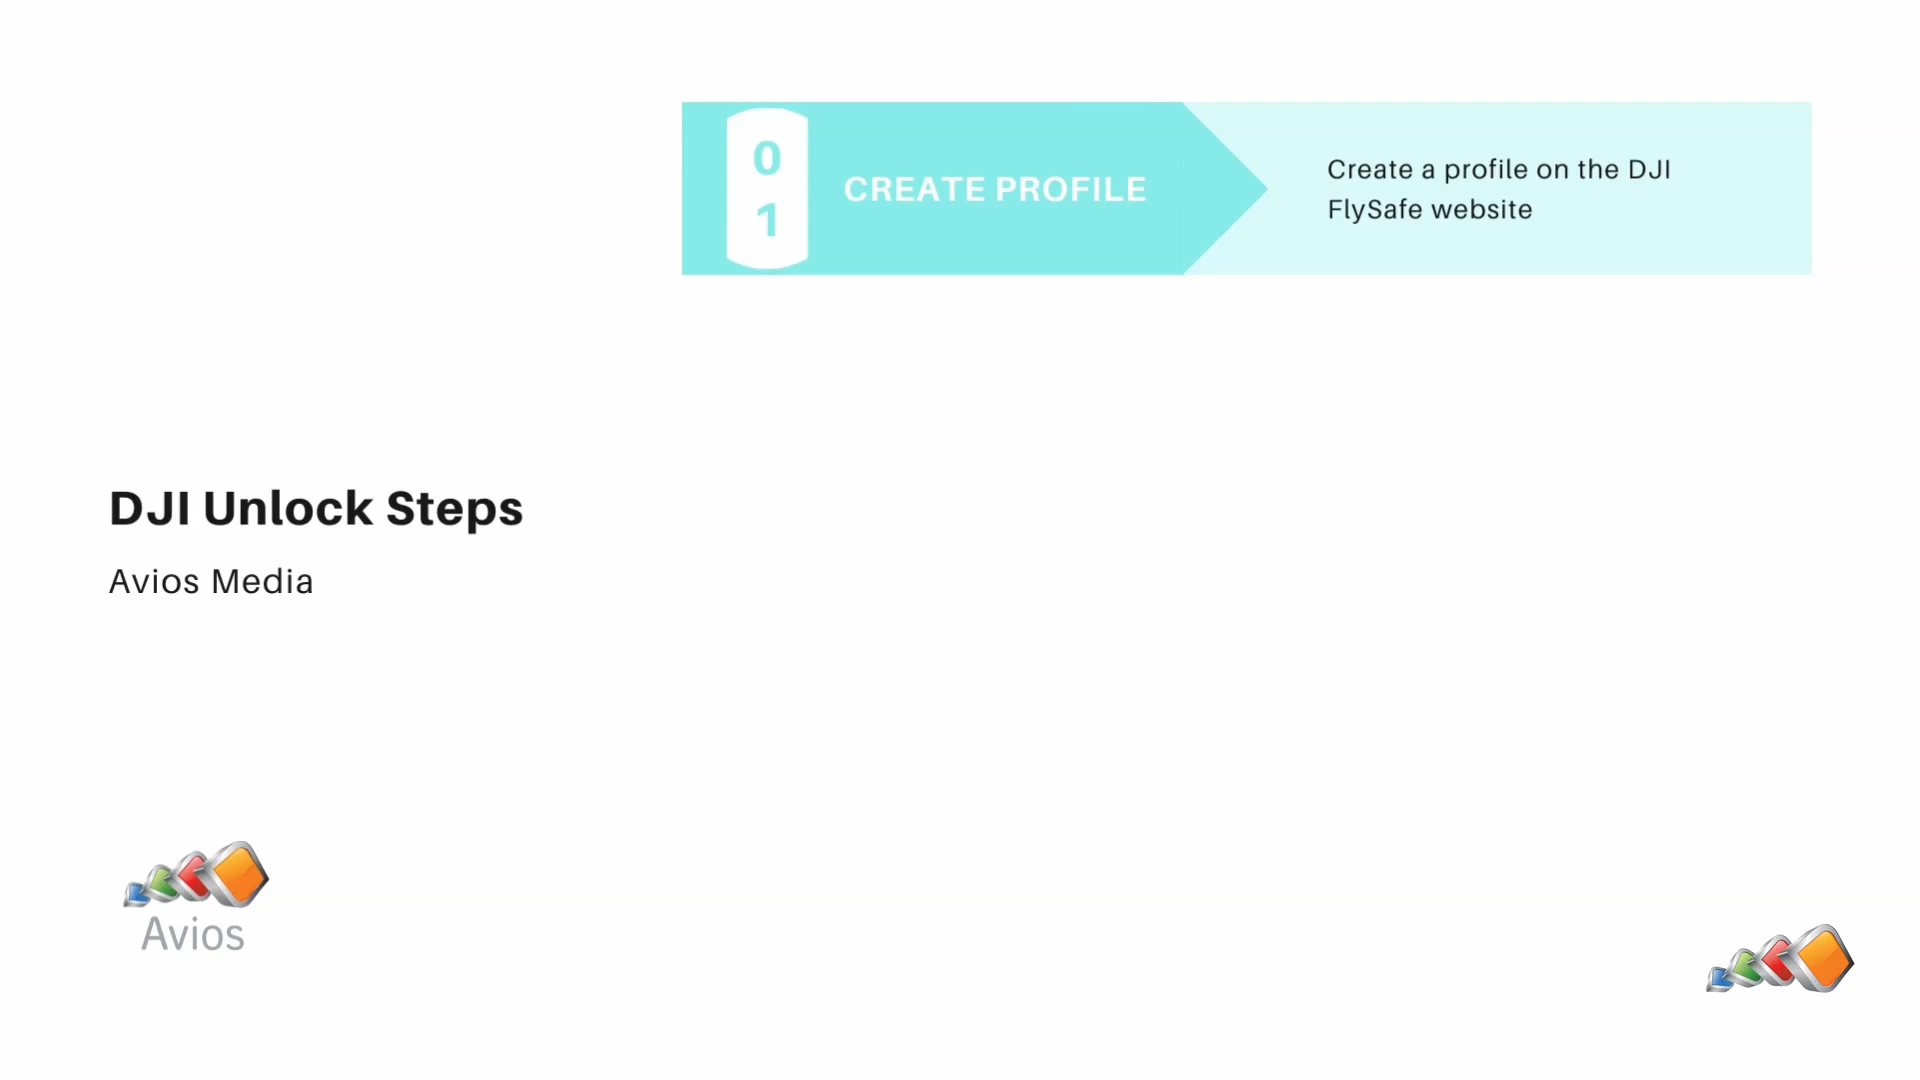 0
1
CREATE PROFILE
Create a profile on the DJI
FlySafe website
DJI Unlock Steps
Avios Media
Avios